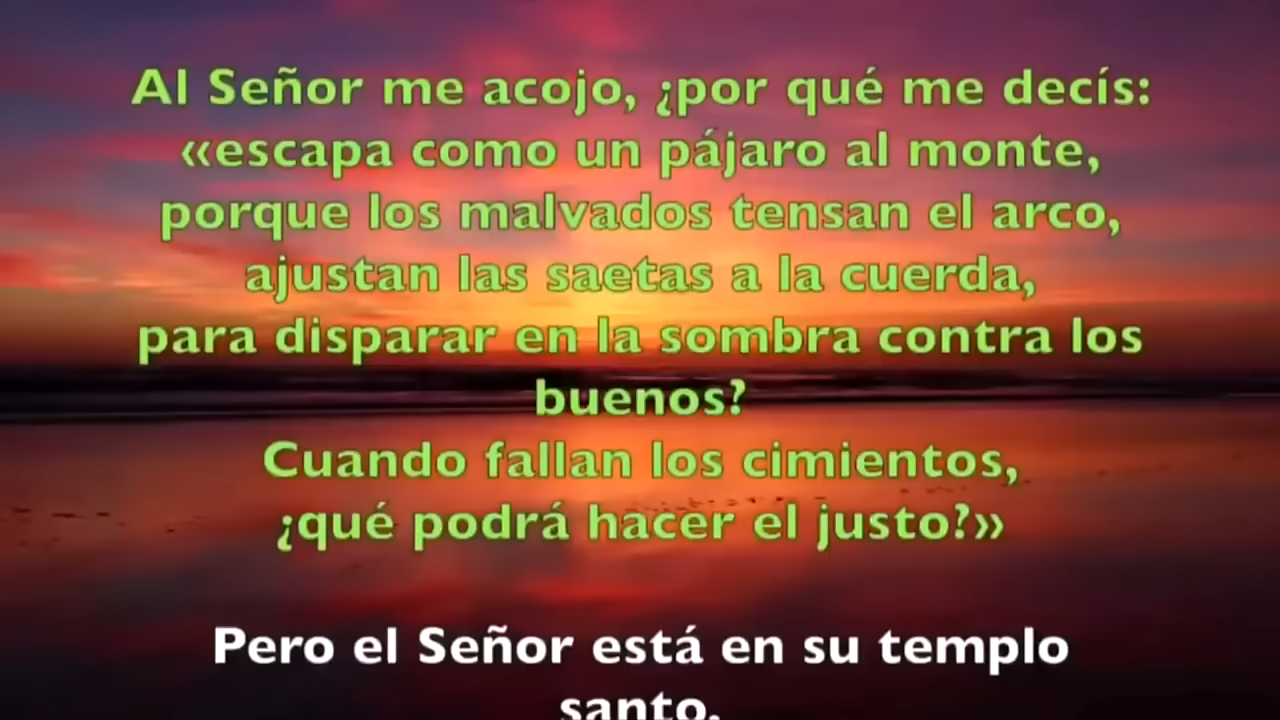 Al Señor me acojo, ¿por qué me decís:
«escapa como un pájaro al monte,
porque los malvados tensan el arco,
ajustan las saetas a la cuerda,
para disparar en la sombra contra los
buenos?
Cuando fallan los cimientos,
¿qué podrá hacer el justo?»
Pero el Señor está en su templo
santo.